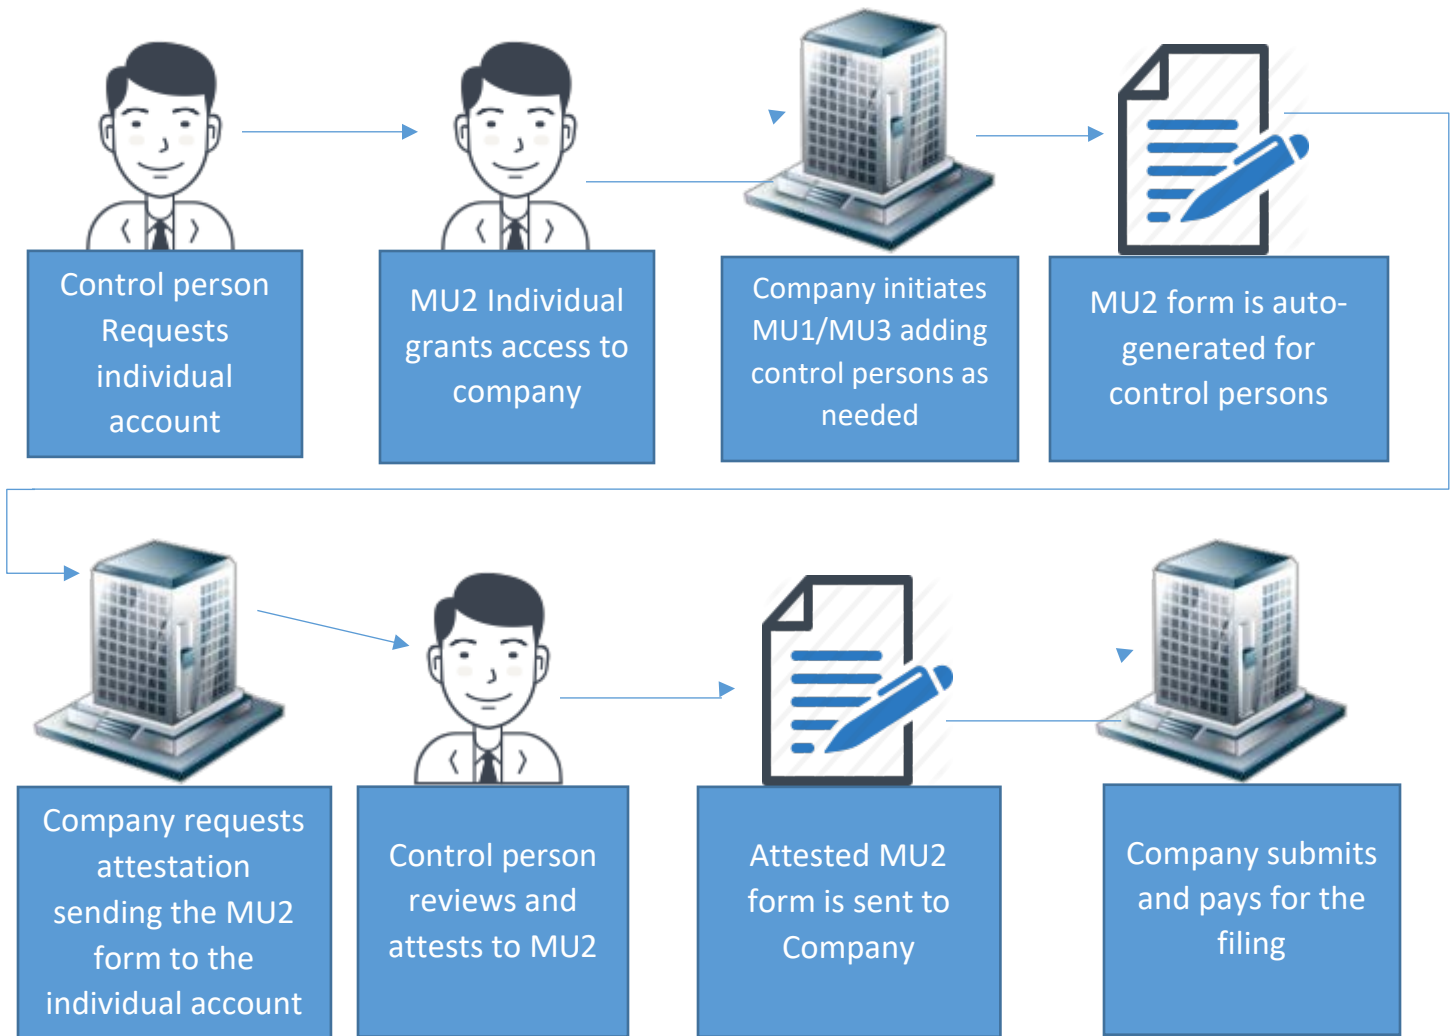 Control person
Requests
individual
account
MU2 Individual
grants access to
company
Company initiates
MU1/MU3 adding
control persons as
needed
MU2 form is auto-
generated for
control persons
Company requests
attestation
sending the MU2
form to the
individual account
Control person
reviews and
attests to MU2
Attested MU2
form is sent to
Company
Company submits
and pays for the
filing